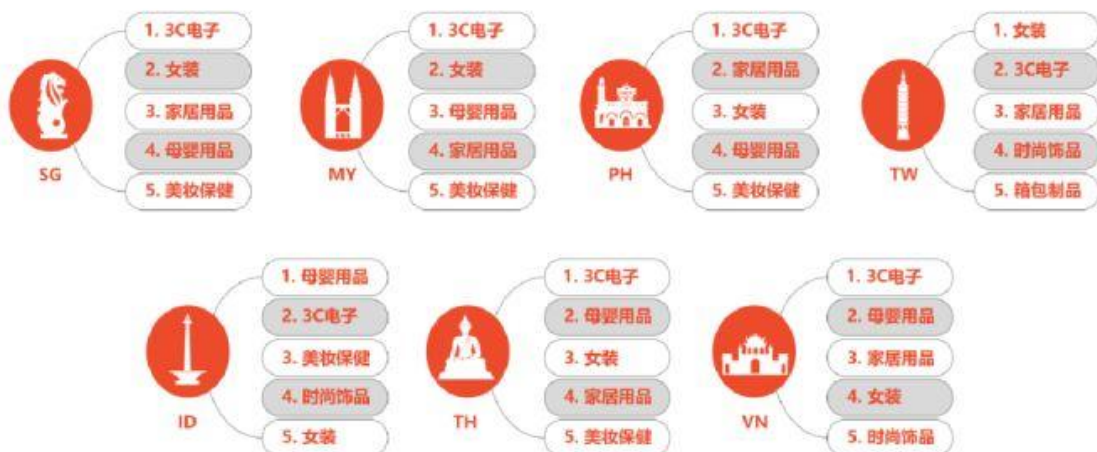 1. 3C电子
2. 女装
3. 家居用品
4. 母婴用品
5. 美妆保健
SG
1. 3C电子
2. 女装
3. 母婴用品
4. 家居用品
5. 美妆保健
MY
1. 3C电子
2. 家居用品
3. 女装
4. 母婴用品
5. 美妆保健
PH
1. 女装
2. 3C电子
3. 家居用品
4. 时尚饰品
5. 箱包制品
TW
1. 母婴用品
2. 3C电子
3. 美妆保健
4. 时尚饰品
5. 女装
ID
1. 3C电子
2. 母婴用品
3. 女装
4. 家居用品
5. 美妆保健
TH
1. 3C电子
2. 母婴用品
3. 家居用品
4. 女装
5. 时尚饰品
VN